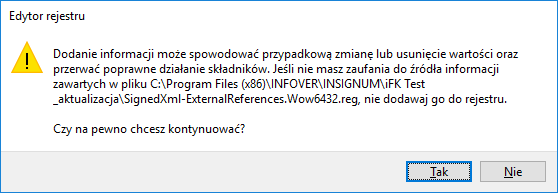 Edytor rejestru
Dodanie informacji może spowodować przypadkową zmianę lub usunięcie wartości oraz
przerwać poprawne działanie składników. Jeśli nie masz zaufania do źródła informacji
zawartych w pliku C:\Program Files (x86)\INFOVER\INSIGNUM\iFK Test
_aktualizacja\SignedXml-ExternalReferences.Wow6432.reg, nie dodawaj go do rejestru.
Czy na pewno chcesz kontynuować?
Tak
Nie